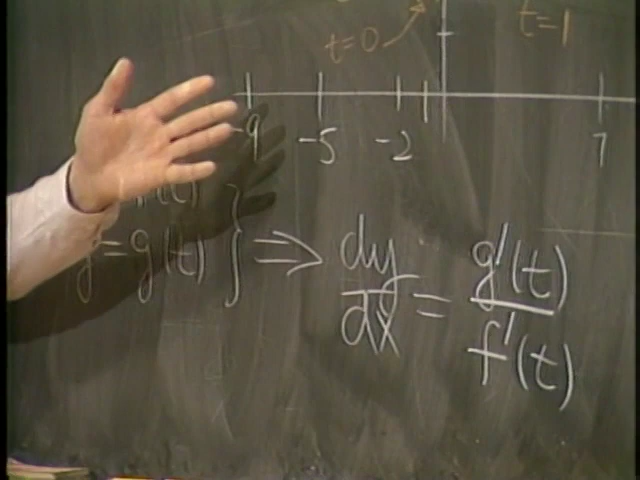 t=0 t=1
-9 -5 -2 7
(t)
y=g(t) } ⇒ dy/dx = g'(t)/f'(t)